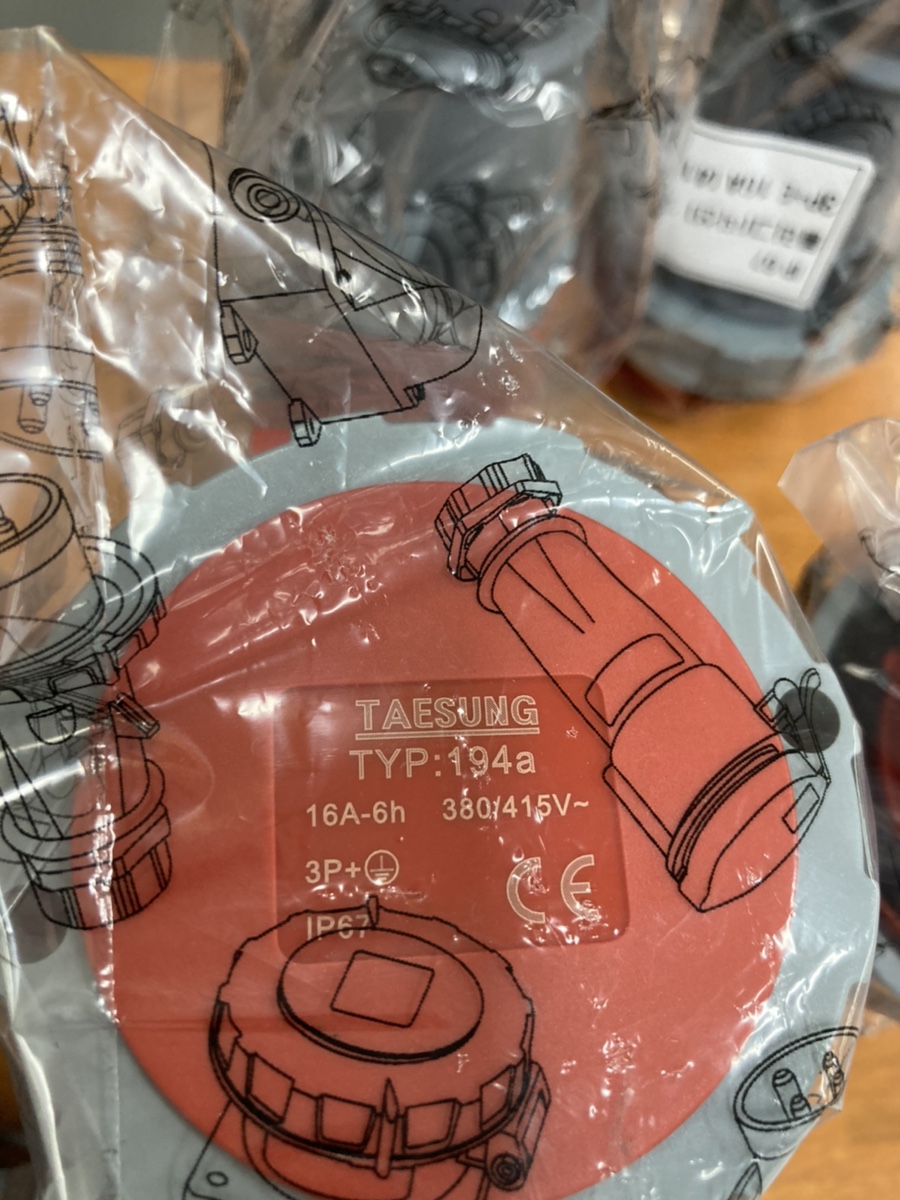 TAESUNG
TYP:194a
16A-6h 380/415V~
3P+⏚
IP67
CE